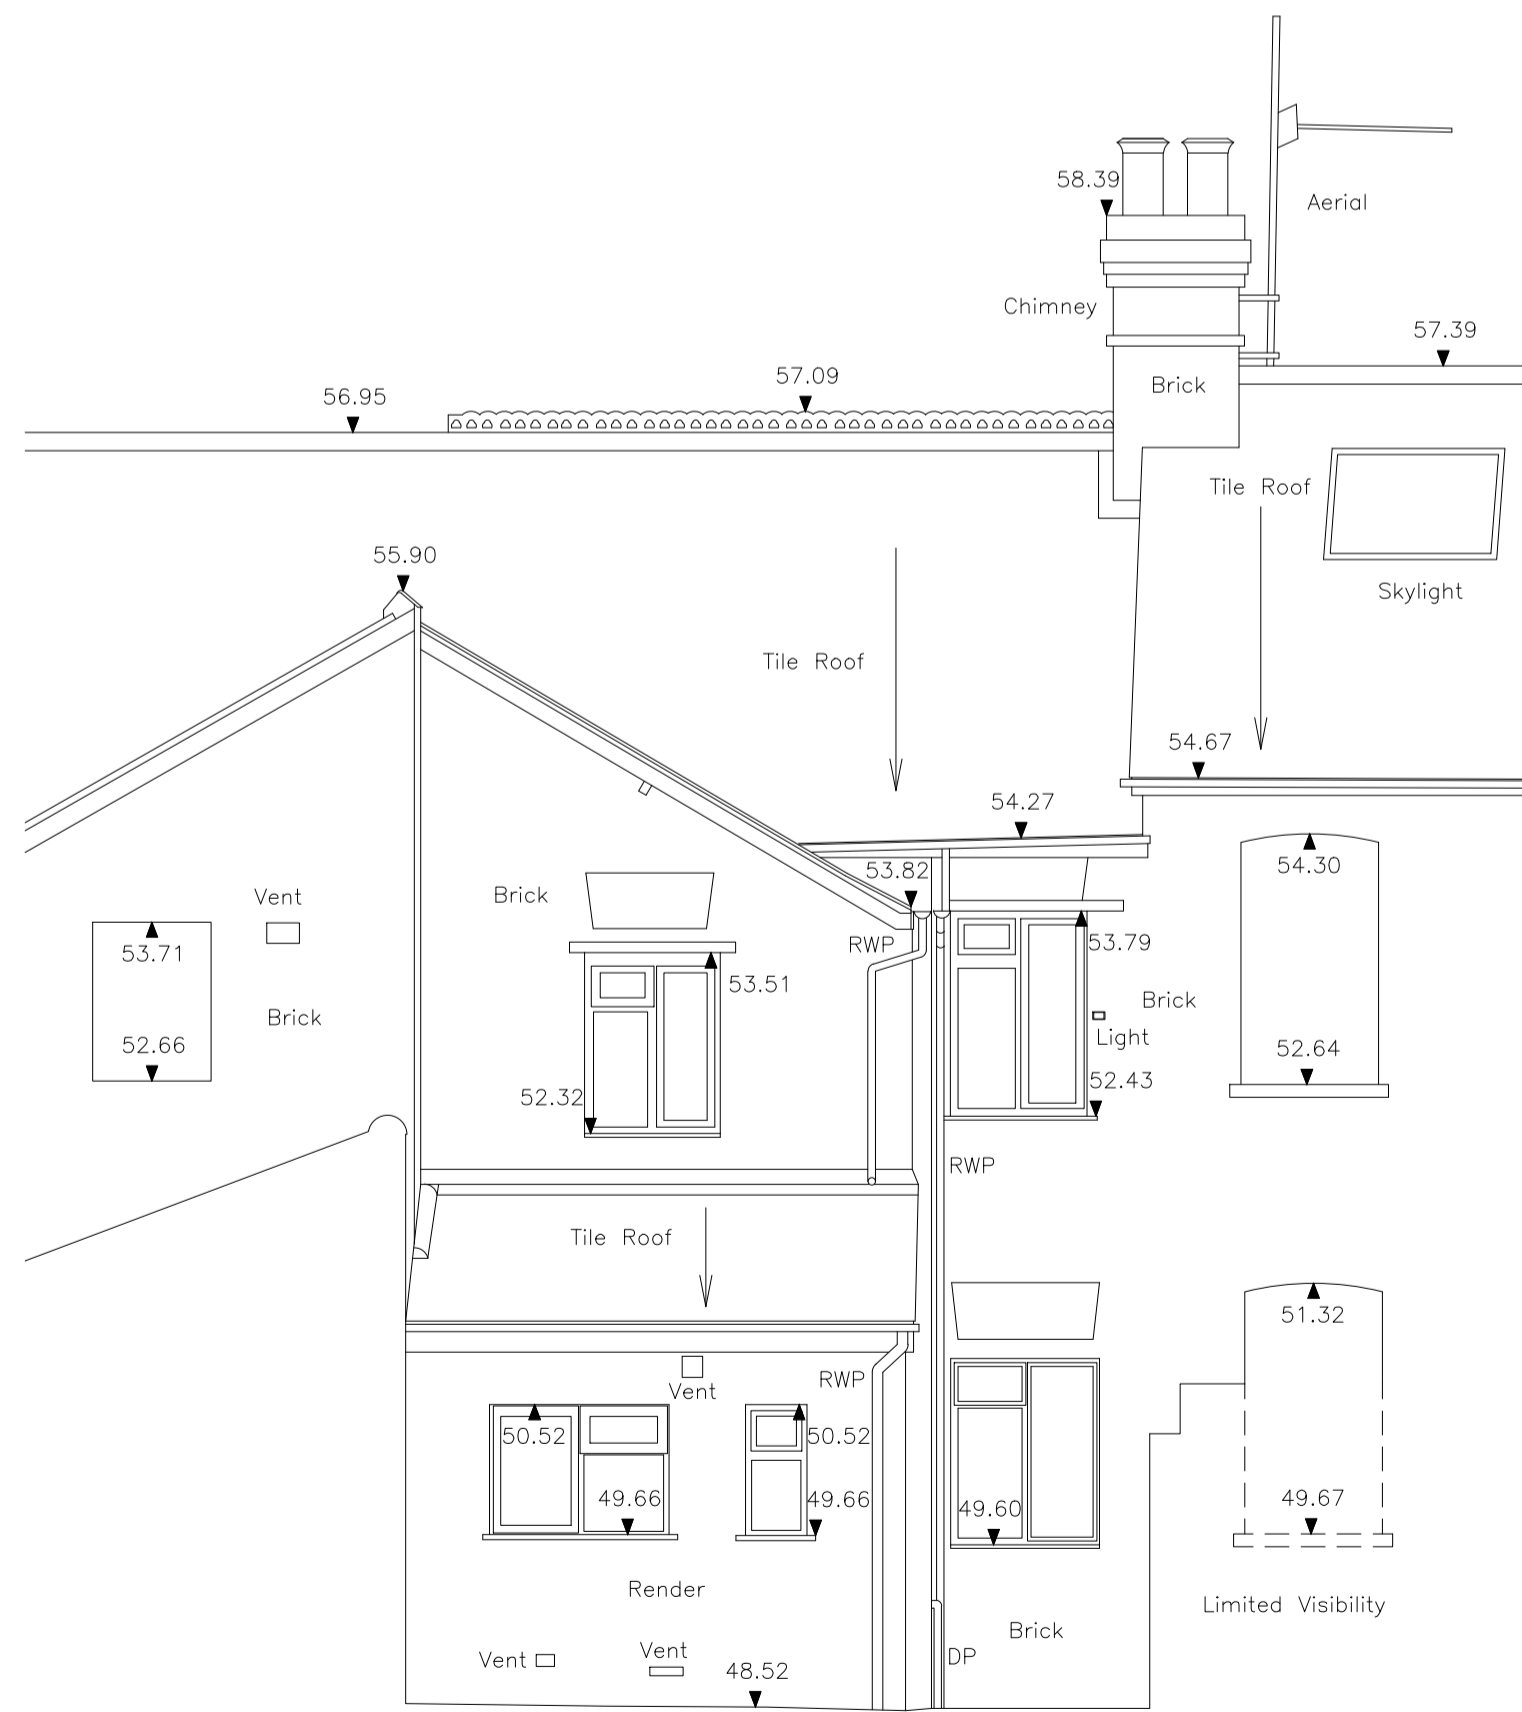 58.39
Aerial
Chimney
57.39
57.09
Brick
56.95
Tile Roof
55.90
Skylight
Tile Roof
54.67
54.27
53.82
54.30
Vent
Brick
53.71
RWP
53.79
53.51
Brick
Brick
Light
52.66
52.64
52.32
52.43
RWP
Tile Roof
51.32
RWP
Vent
50.52
50.52
49.66
49.66
49.60
49.67
Render
Limited Visibility
Brick
Vent
Vent
DP
48.52